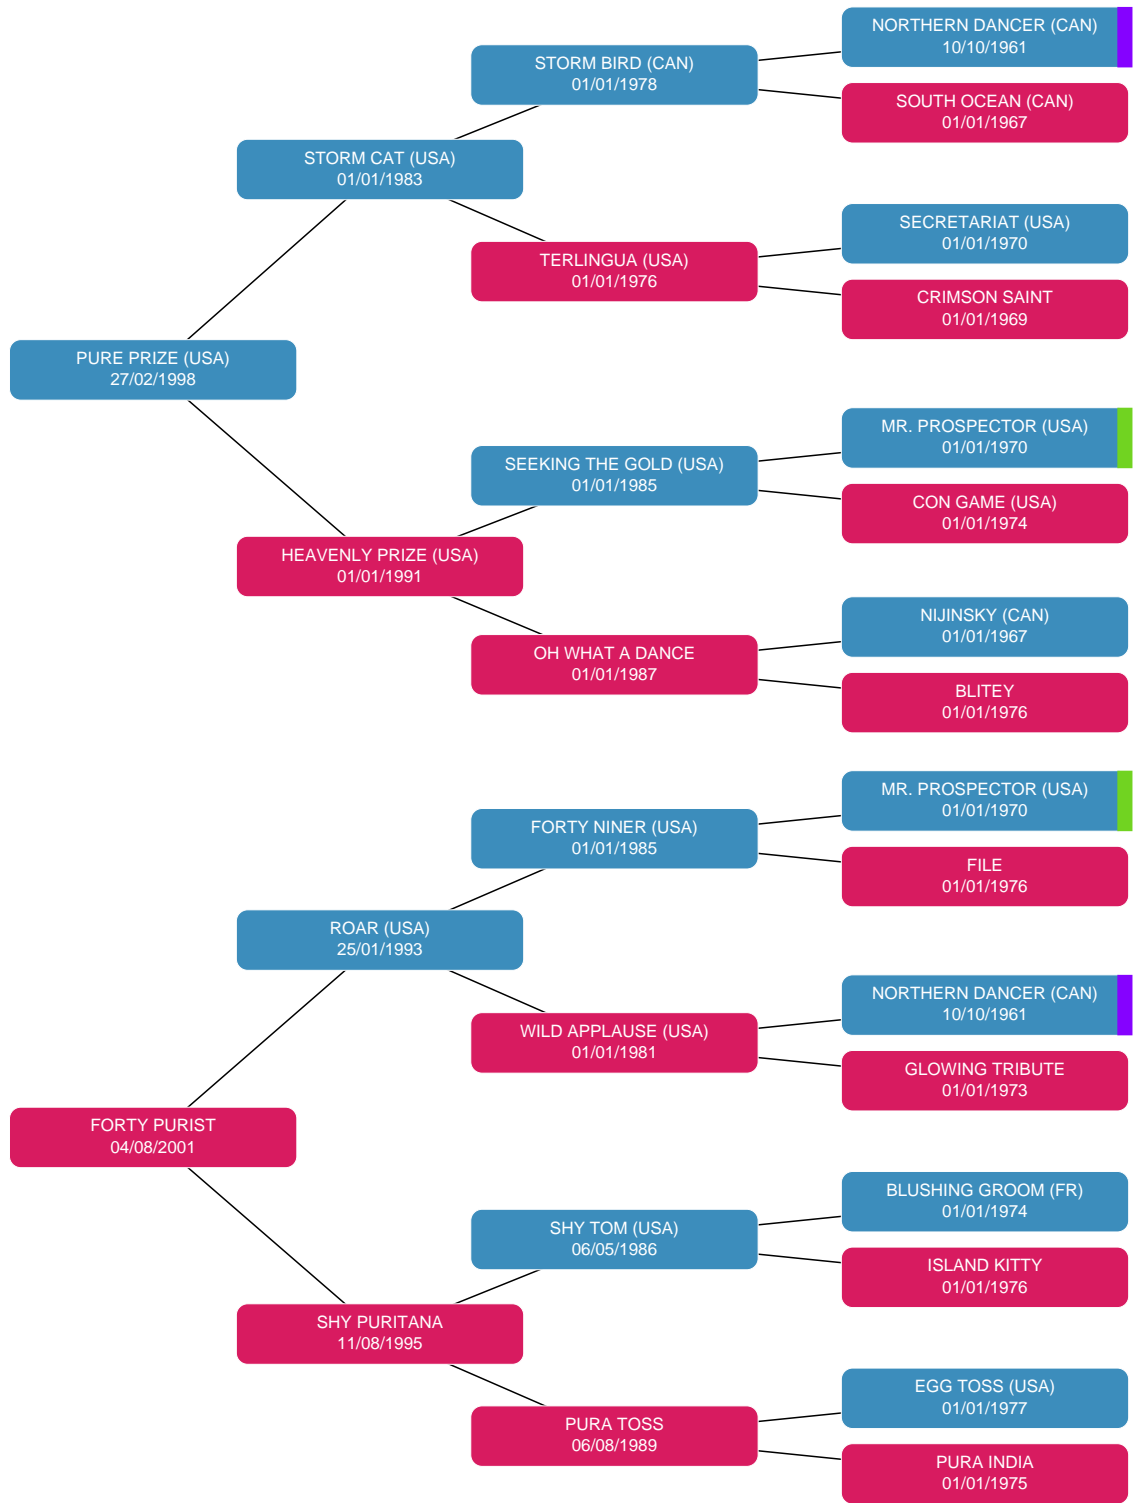 NORTHERN DANCER (CAN)
10/10/1961
STORM BIRD (CAN)
01/01/1978
SOUTH OCEAN (CAN)
01/01/1967
STORM CAT (USA)
01/01/1983
SECRETARIAT (USA)
01/01/1970
TERLINGUA (USA)
01/01/1976
CRIMSON SAINT
01/01/1969
PURE PRIZE (USA)
27/02/1998
MR. PROSPECTOR (USA)
01/01/1970
SEEKING THE GOLD (USA)
01/01/1985
CON GAME (USA)
01/01/1974
HEAVENLY PRIZE (USA)
01/01/1991
NIJINSKY (CAN)
01/01/1967
OH WHAT A DANCE
01/01/1987
BLITEY
01/01/1976
MR. PROSPECTOR (USA)
01/01/1970
FORTY NINER (USA)
01/01/1985
FILE
01/01/1976
ROAR (USA)
25/01/1993
NORTHERN DANCER (CAN)
10/10/1961
WILD APPLAUSE (USA)
01/01/1981
GLOWING TRIBUTE
01/01/1973
FORTY PURIST
04/08/2001
BLUSHING GROOM (FR)
01/01/1974
SHY TOM (USA)
06/05/1986
ISLAND KITTY
01/01/1976
SHY PURITANA
11/08/1995
EGG TOSS (USA)
01/01/1977
PURA TOSS
06/08/1989
PURA INDIA
01/01/1975